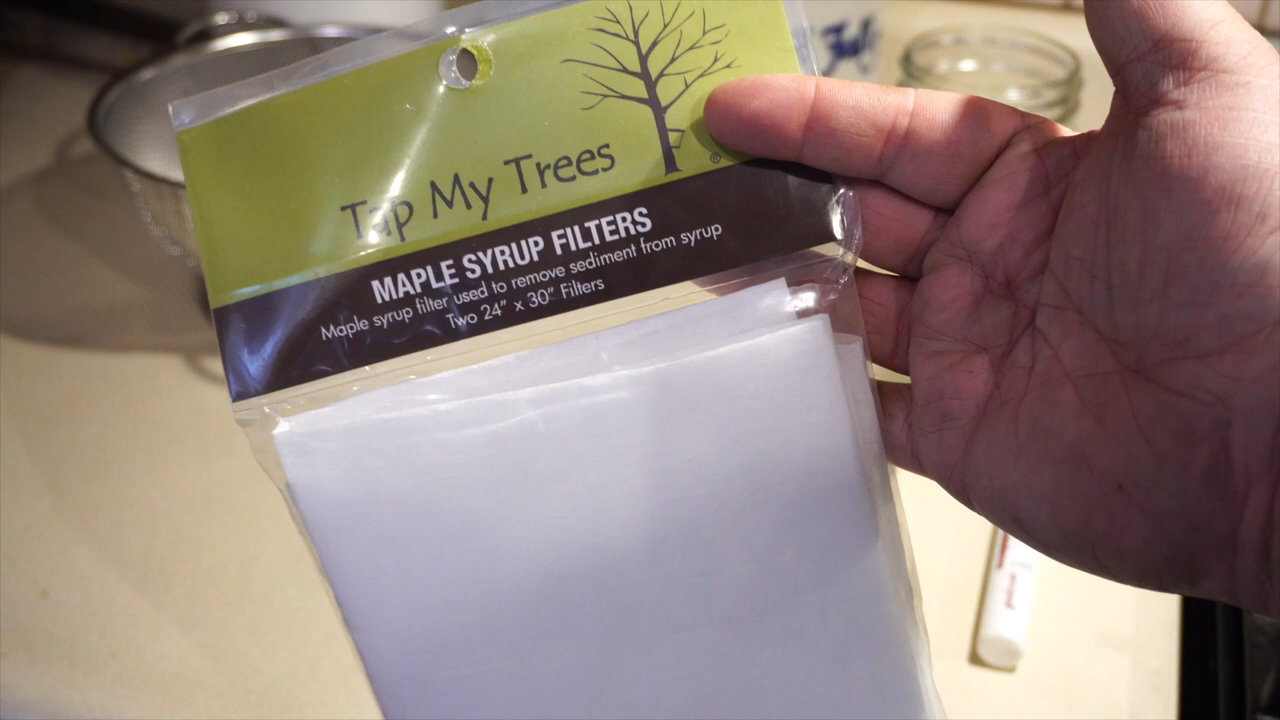 Tap My Trees
®
MAPLE SYRUP FILTERS
Maple syrup filter used to remove sediment from syrup
Two 24" x 30" Filters